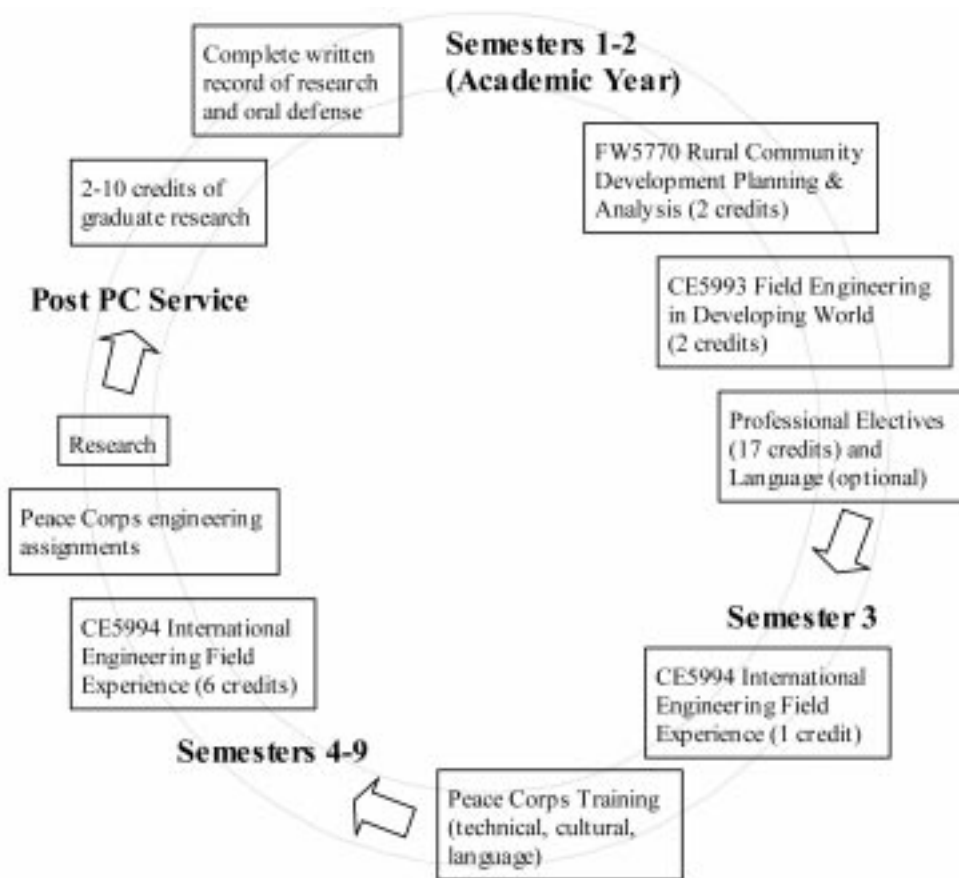 Semesters 1-2
(Academic Year)
FW5770 Rural Community
Development Planning &
Analysis (2 credits)
CE5993 Field Engineering
in Developing World
(2 credits)
Professional Electives
(17 credits) and
Language (optional)
Semester 3
CE5994 International
Engineering Field
Experience (1 credit)
Peace Corps Training
(technical, cultural,
language)
Semesters 4-9
CE5994 International
Engineering Field
Experience (6 credits)
Peace Corps engineering
assignments
Research
Post PC Service
2-10 credits of
graduate research
Complete written
record of research
and oral defense